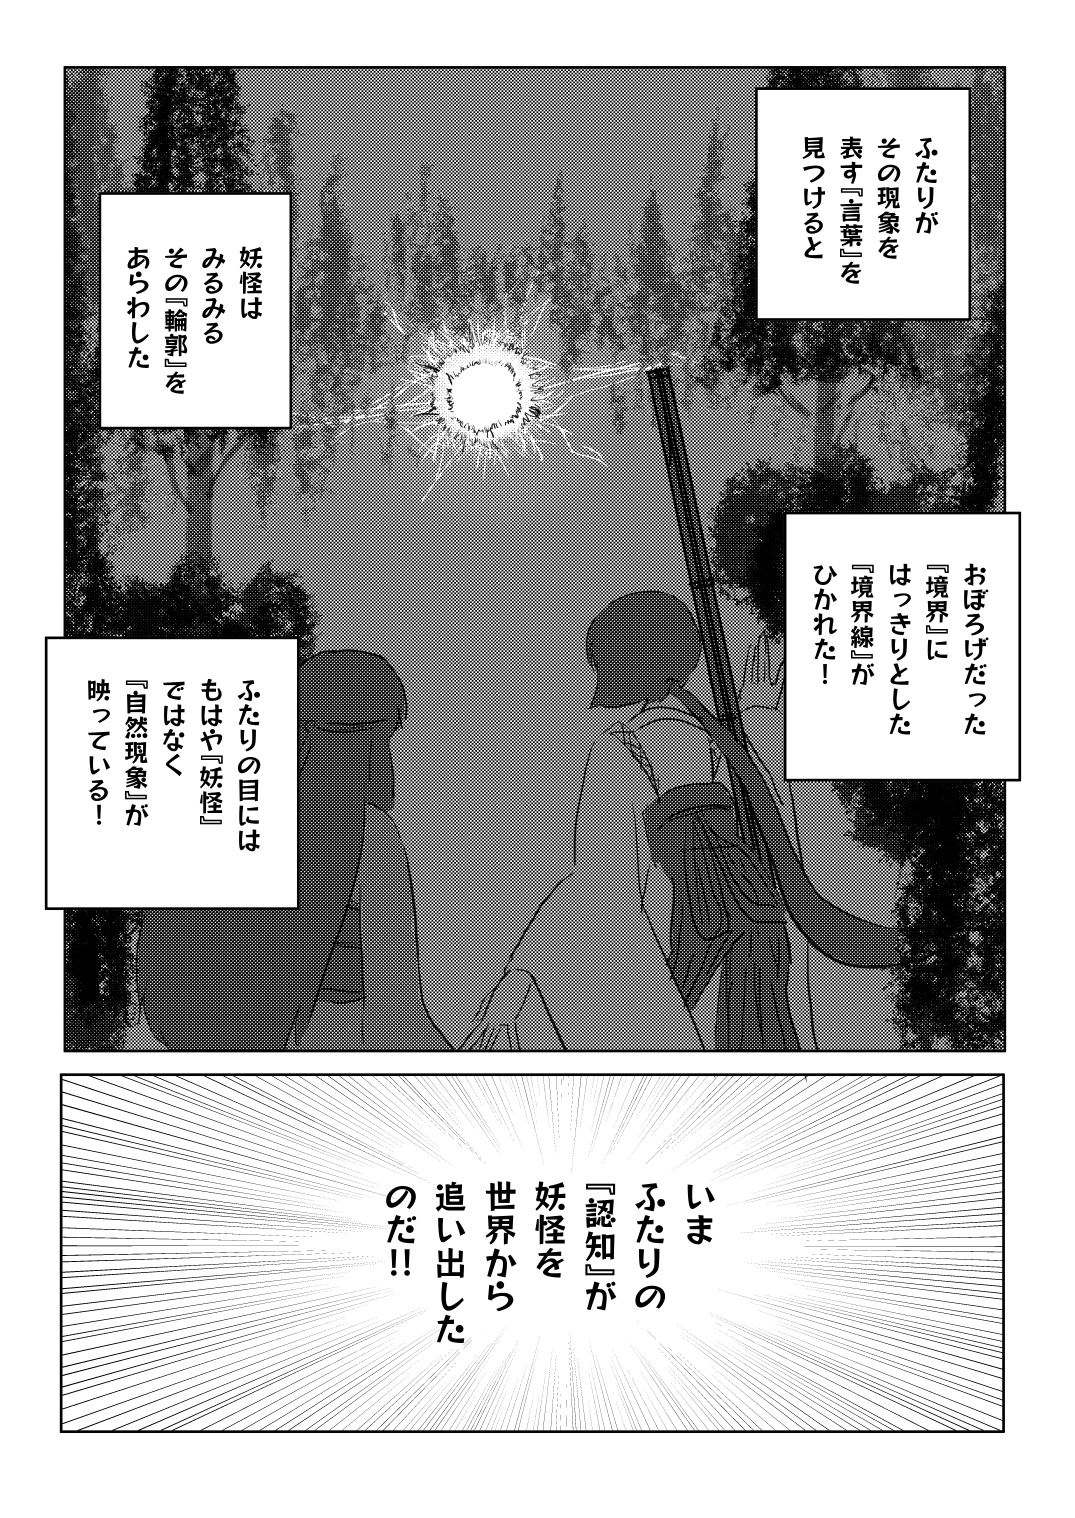 ふたりが
その現象を
表す『言葉』を
見つけると
妖怪は
みるみる
その『輪郭』を
あらわした
おぼろげだった
『境界』に
はっきりとした
『境界線』が
ひかれた！
ふたりの目には
もはや『妖怪』
ではなく
『自然現象』が
映っている！
いま
ふたりの
『認知』が
妖怪を
世界から
追い出した
のだ!!